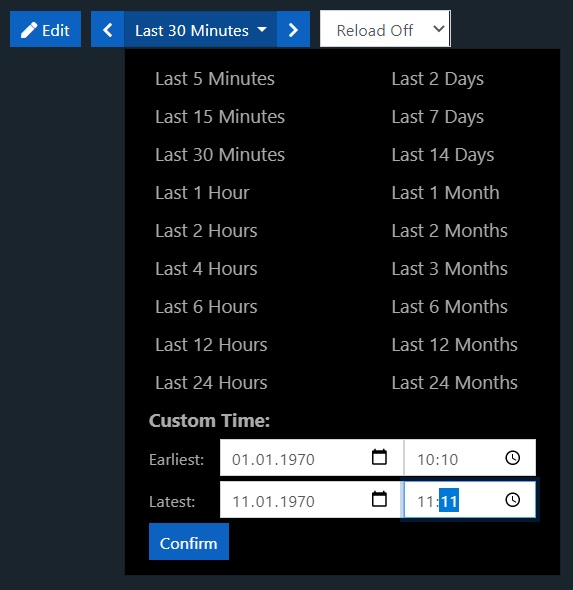 Edit Last 30 Minutes Reload Off
Last 5 Minutes Last 2 Days
Last 15 Minutes Last 7 Days
Last 30 Minutes Last 14 Days
Last 1 Hour Last 1 Month
Last 2 Hours Last 2 Months
Last 4 Hours Last 3 Months
Last 6 Hours Last 6 Months
Last 12 Hours Last 12 Months
Last 24 Hours Last 24 Months
Custom Time:
Earliest: 01.01.1970 10:10
Latest: 11.01.1970 11:11
Confirm